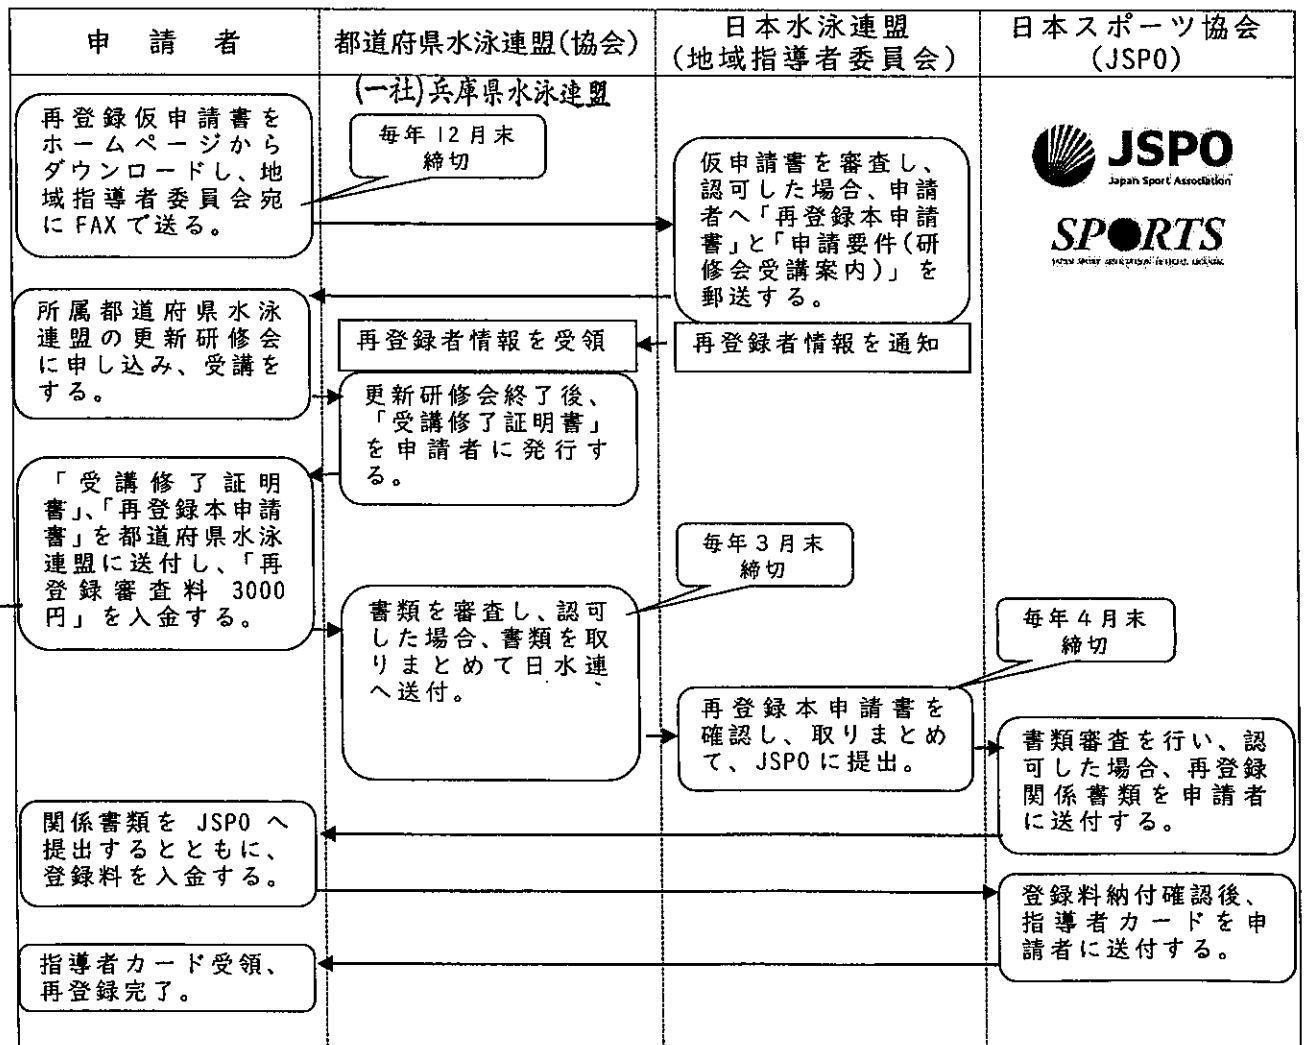 申請者
都道府県水泳連盟(協会)
日本水泳連盟
(地域指導者委員会)
日本スポーツ協会
(JSPO)
(一社)兵庫県水泳連盟
再登録仮申請書を
ホームページから
ダウンロードし、地
域指導者委員会宛
にFAXで送る。
毎年12月末
締切
仮申請書を審査し、
認可した場合、申請
者へ「再登録本申請
書」と「申請要件(研
修会受講案内)」を
郵送する。
JSPO
Japan Sport Association
SPORTS
所属都道府県水泳
連盟の更新研修会
に申し込み、受講を
する。
再登録者情報を受領
再登録者情報を通知
更新研修会終了後、
「受講修了証明書」
を申請者に発行す
る。
「受講修了証明
書」、「再登録本申請
書」を都道府県水泳
連盟に送付し、「再
登録審査料 3000
円」を入金する。
毎年3月末
締切
書類を審査し、認可
した場合、書類を取
りまとめて日水連
へ送付。
毎年4月末
締切
再登録本申請書を
確認し、取りまとめ
て、JSPOに提出。
書類審査を行い、認
可した場合、再登録
関係書類を申請者
に送付する。
関係書類を JSPOへ
提出するとともに、
登録料を入金する。
登録料納付確認後、
指導者カードを申
請者に送付する。
指導者カード受領、
再登録完了。